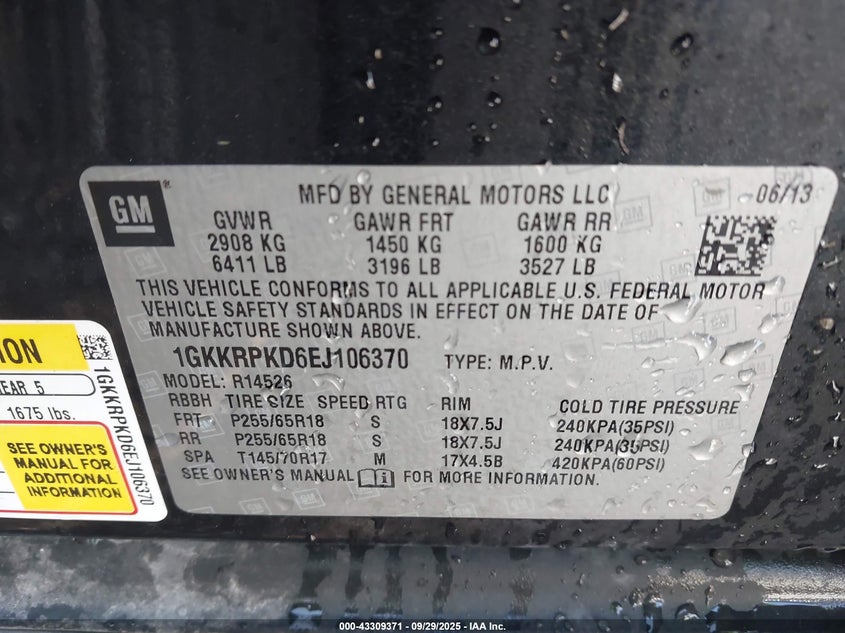 GM
MFD BY GENERAL MOTORS LLC
06/13
GVWR GAWR FRT GAWR RR
2908 KG 1450 KG 1600 KG
6411 LB 3196 LB 3527 LB
THIS VEHICLE CONFORMS TO ALL APPLICABLE U.S. FEDERAL MOTOR
VEHICLE SAFETY STANDARDS IN EFFECT ON THE DATE OF
MANUFACTURE SHOWN ABOVE.
1GKKRPKD6EJ106370 TYPE: M.P.V.
MODEL: R14526
RBBH TIRE SIZE SPEED RTG RIM COLD TIRE PRESSURE
FRT P255/65R18 S 18X7.5J 240KPA(35PSI)
RR P255/65R18 S 18X7.5J 240KPA(35PSI)
SPA T145/70R17 M 17X4.5B 420KPA(60PSI)
SEE OWNER'S MANUAL FOR MORE INFORMATION.
EAR 5
1675 lbs.
SEE OWNER'S
MANUAL FOR
ADDITIONAL
INFORMATION
1GKKRPKD6EJ106370
000-43309371 - 09/29/2025 - IAA Inc.